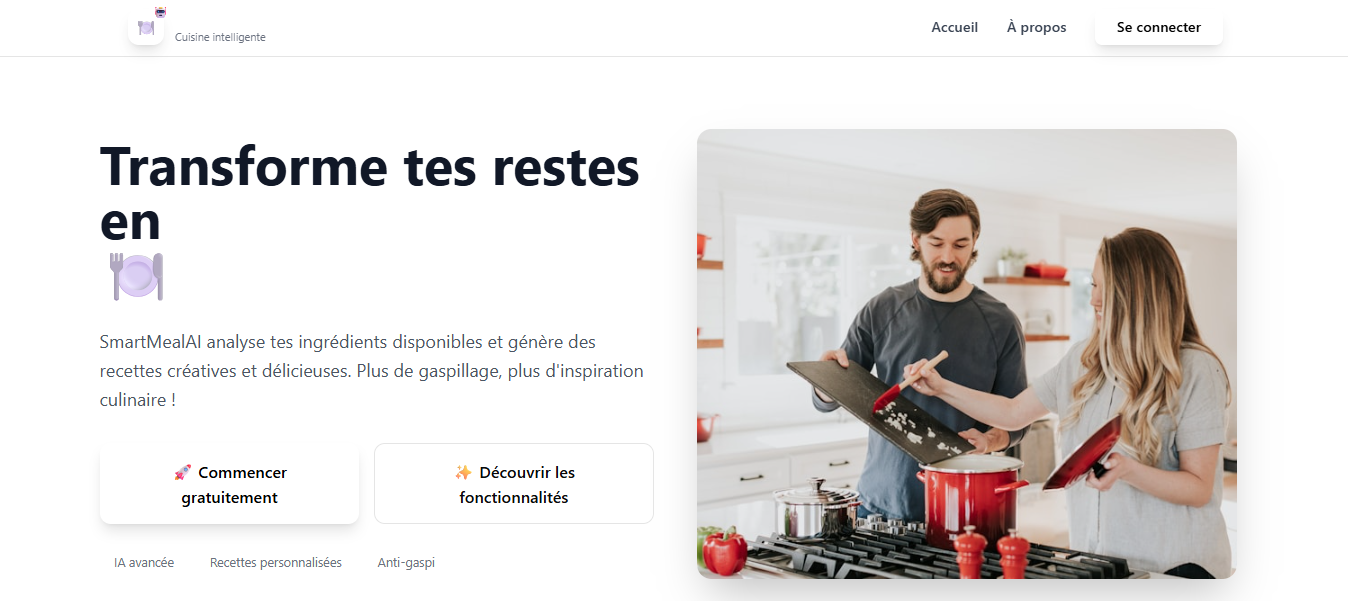 Cuisine intelligente
Accueil
À propos
Se connecter
Transforme tes restes
en
SmartMealAI analyse tes ingrédients disponibles et génère des
recettes créatives et délicieuses. Plus de gaspillage, plus d'inspiration
culinaire !
🚀 Commencer
gratuitement
✨ Découvrir les
fonctionnalités
IA avancée
Recettes personnalisées
Anti-gaspi